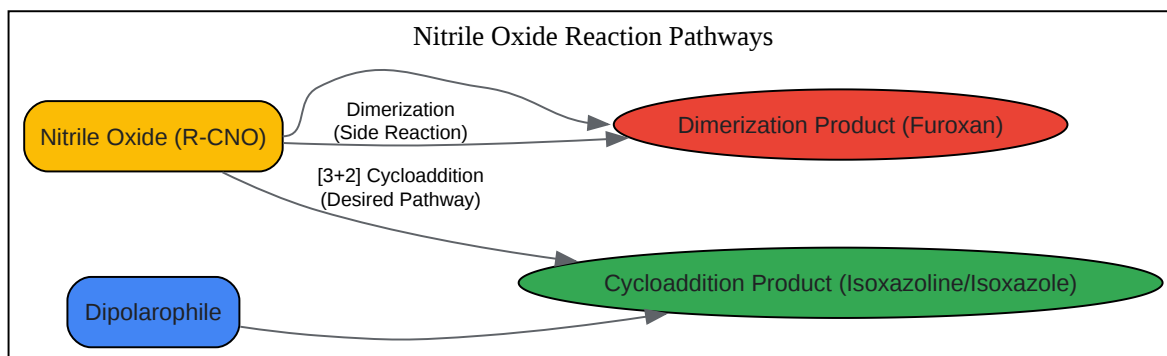 Nitrile Oxide Reaction Pathways
Nitrile Oxide (R-CNO)
Dimerization
(Side Reaction)
Dimerization Product (Furoxan)
[3+2] Cycloaddition
(Desired Pathway)
Dipolarophile
Cycloaddition Product (Isoxazoline/Isoxazole)